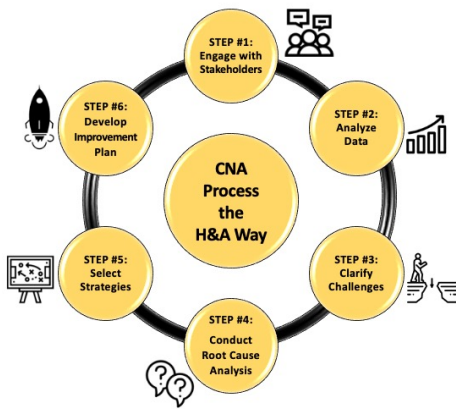 STEP #1:
Engage with
Stakeholders
STEP #2:
Analyze
Data
STEP #3:
Clarify
Challenges
STEP #4:
Conduct
Root Cause
Analysis
STEP #5:
Select
Strategies
STEP #6:
Develop
Improvement
Plan
CNA
Process
the
H&A Way